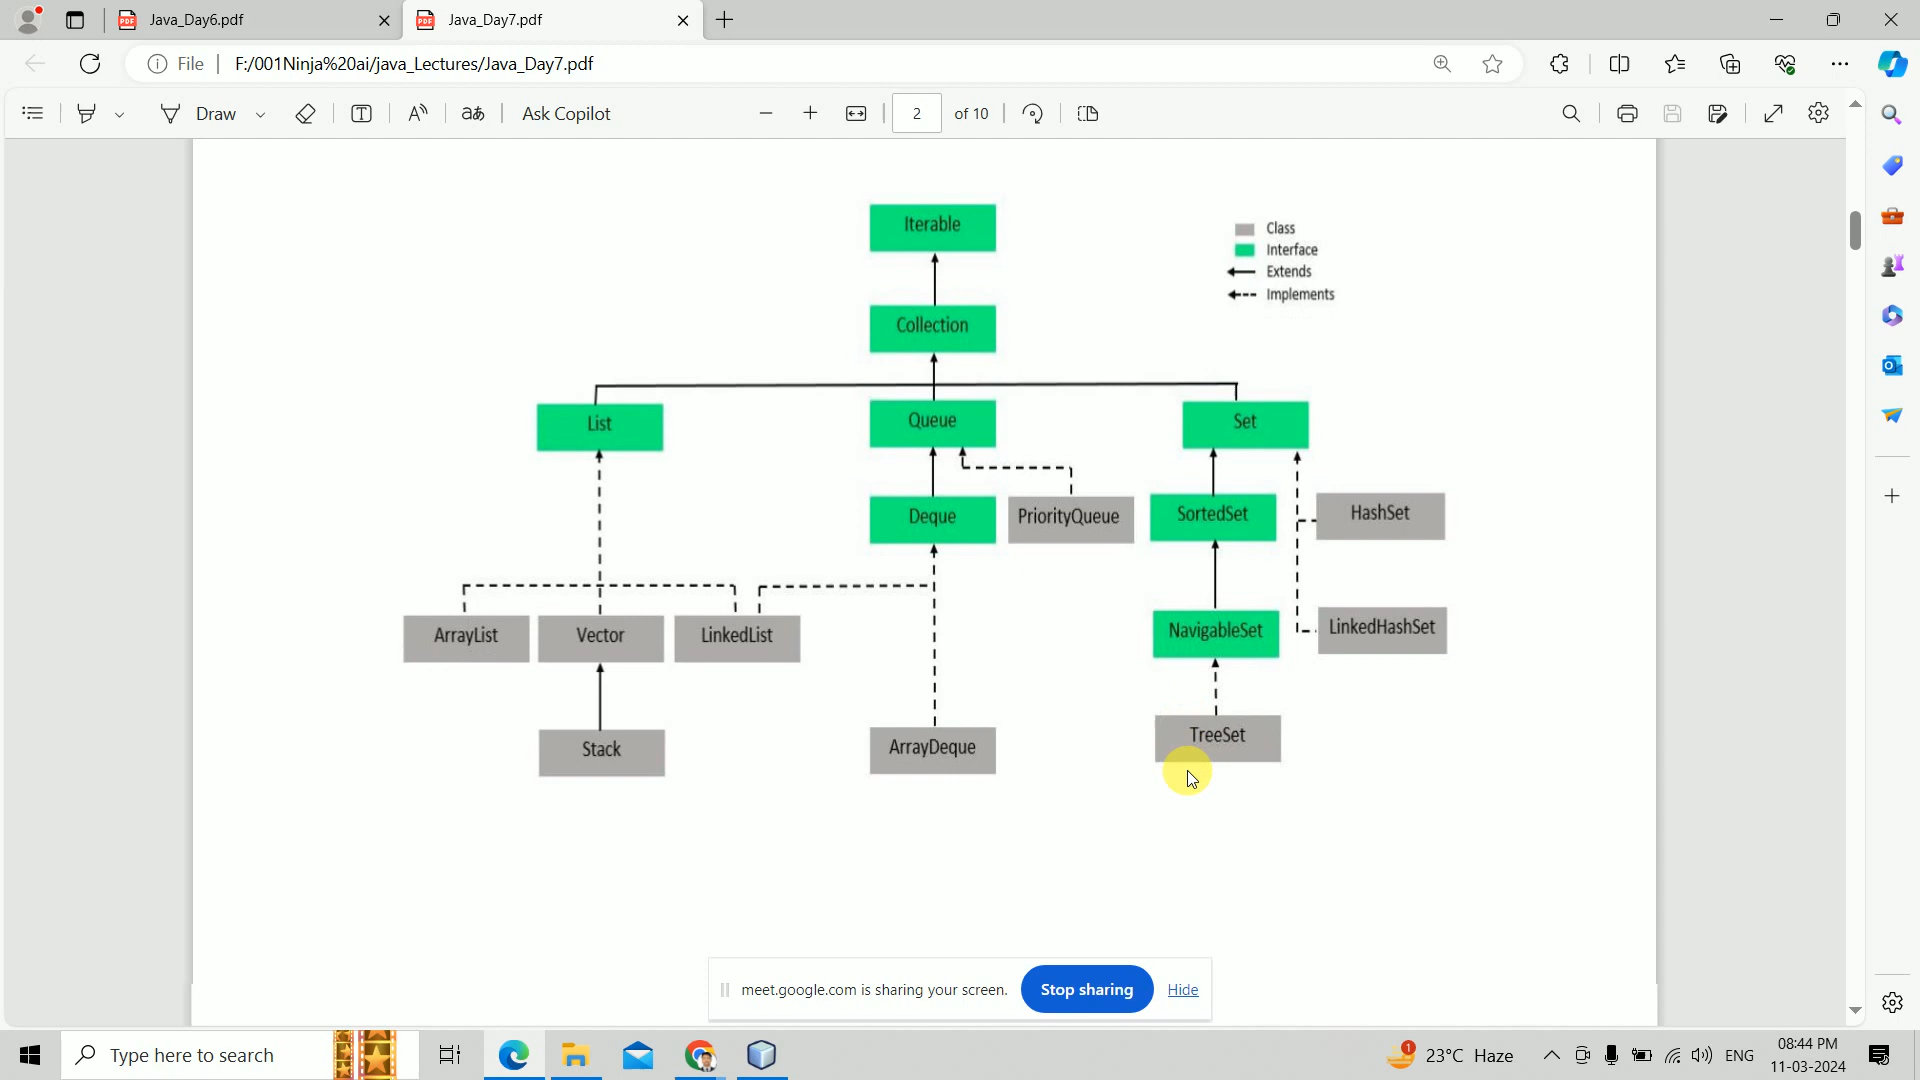 Java_Day6.pdf
Java_Day7.pdf
File
F:/001Ninja%20ai/java_Lectures/Java_Day7.pdf
Draw
Ask Copilot
2
of 10
Iterable
Class
Interface
Extends
Implements
Collection
List
Queue
Set
Deque
PriorityQueue
SortedSet
HashSet
ArrayList
Vector
LinkedList
NavigableSet
LinkedHashSet
Stack
ArrayDeque
TreeSet
meet.google.com is sharing your screen.
Stop sharing
Hide
Type here to search
1
23°C Haze
ENG
08:44 PM
11-03-2024